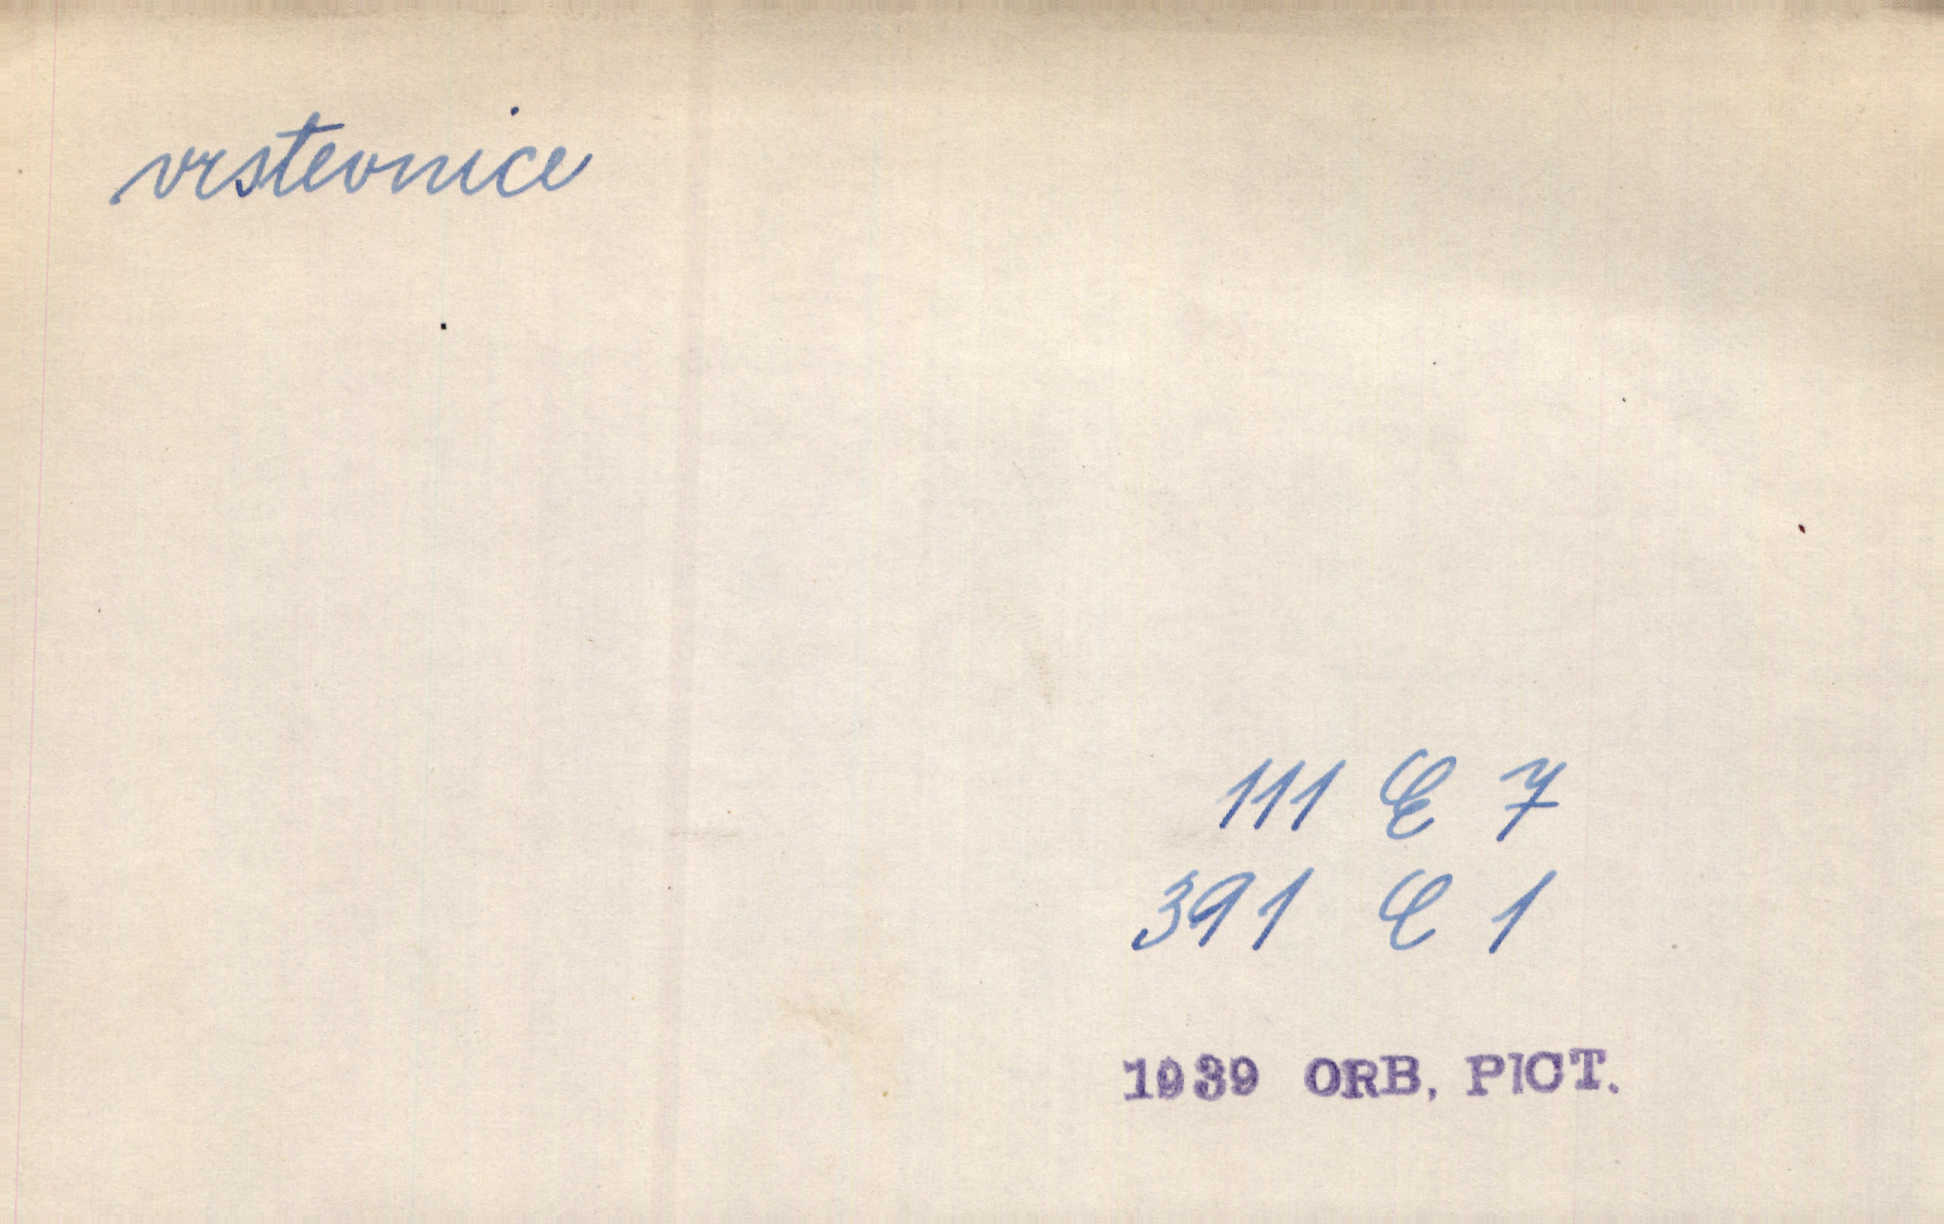 vrstevnice
111 E 7
391 E 1
1939 ORB. PICT.